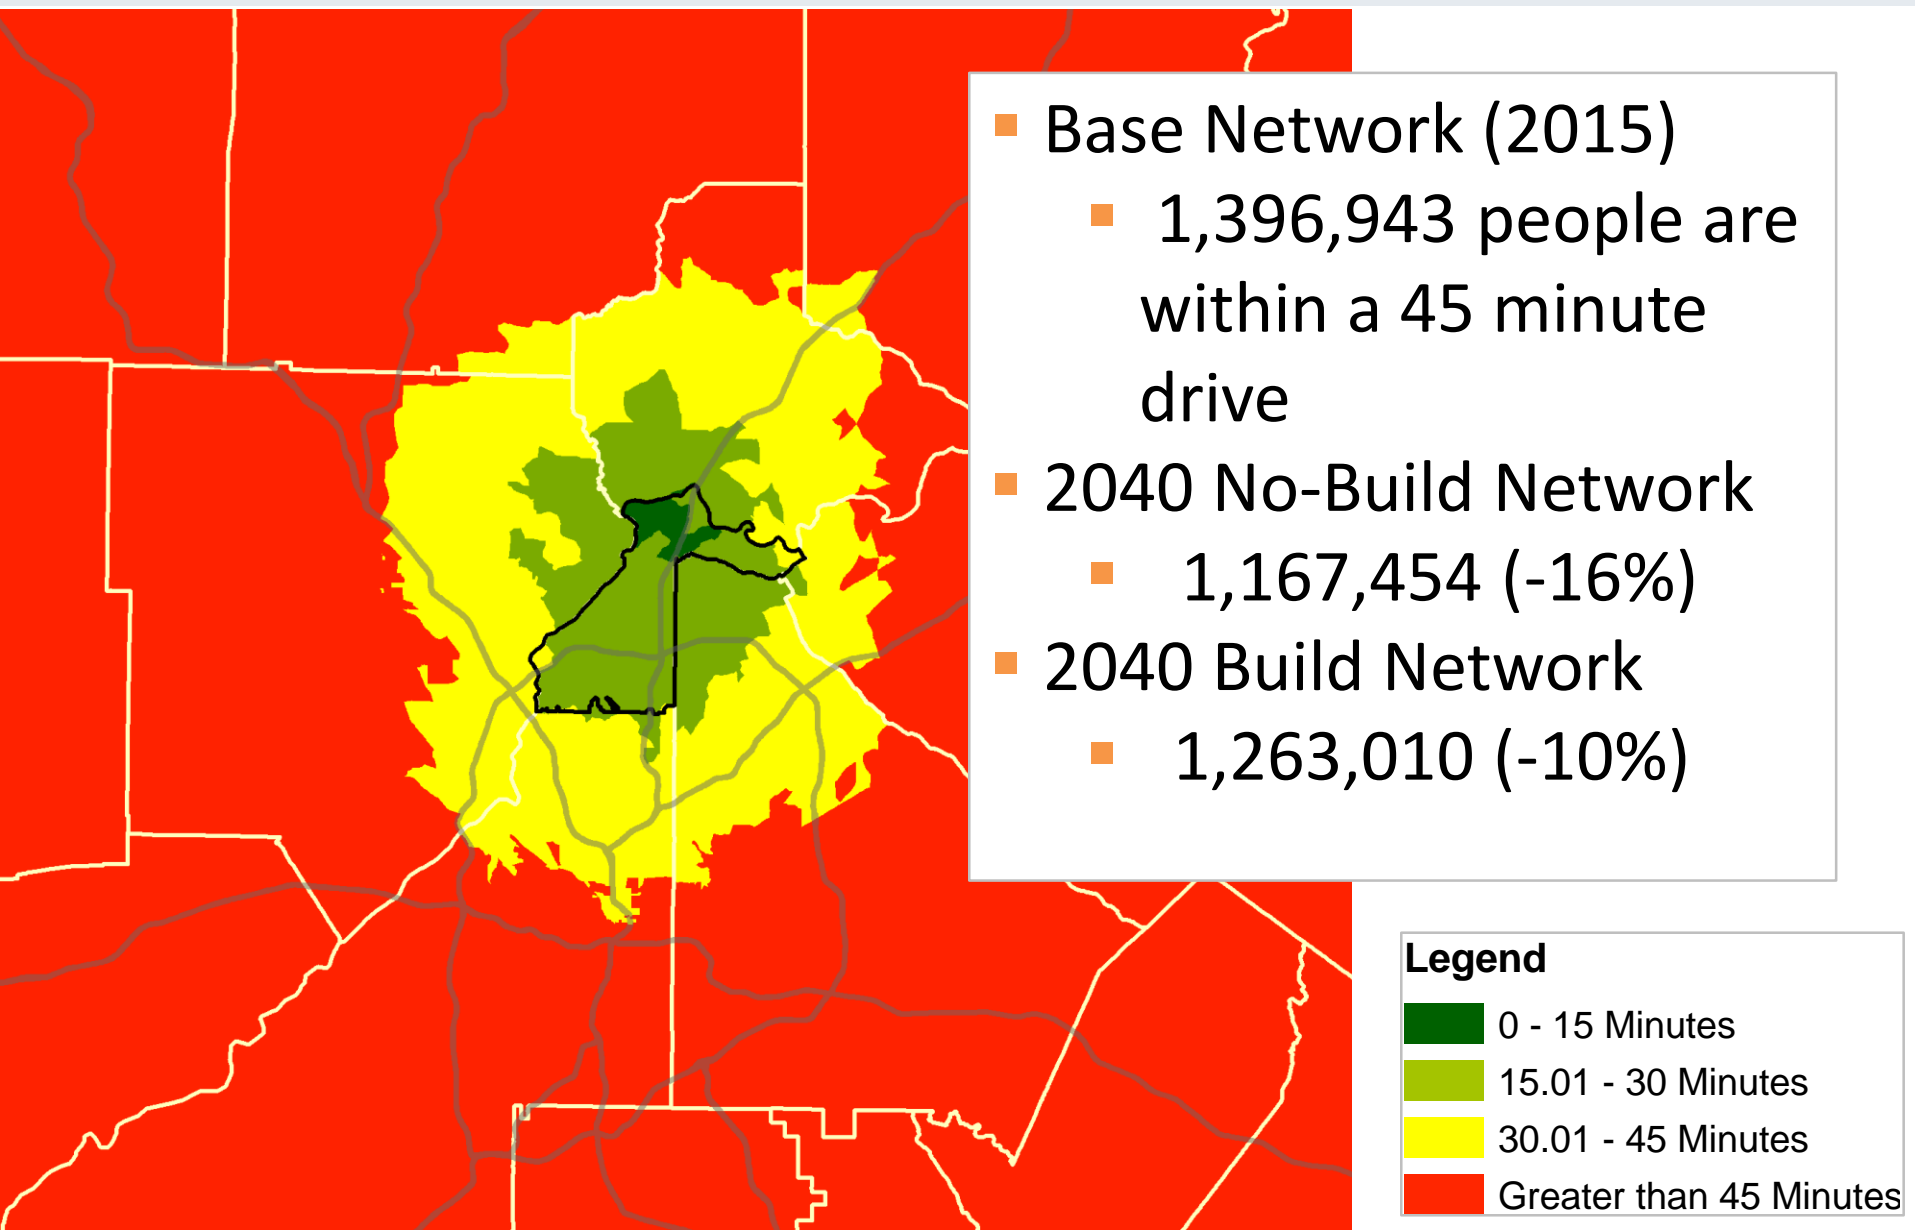 Base Network (2015)
1,396,943 people are
within a 45 minute
drive
2040 No-Build Network
1,167,454 (-16%)
2040 Build Network
1,263,010 (-10%)
Legend
0 - 15 Minutes
15.01 - 30 Minutes
30.01 - 45 Minutes
Greater than 45 Minutes